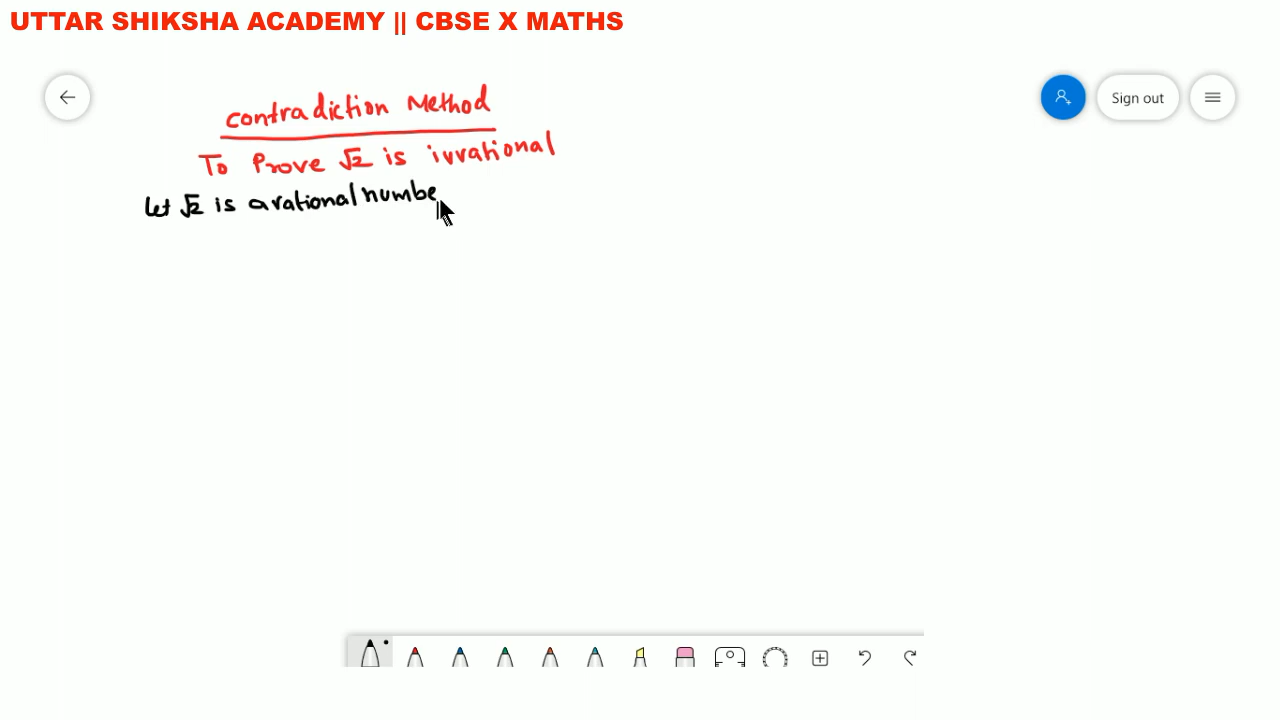 UTTAR SHIKSHA ACADEMY || CBSE X MATHS
Sign out
Contradiction Method
To Prove √2 is irrational
let √2 is a rational numbe